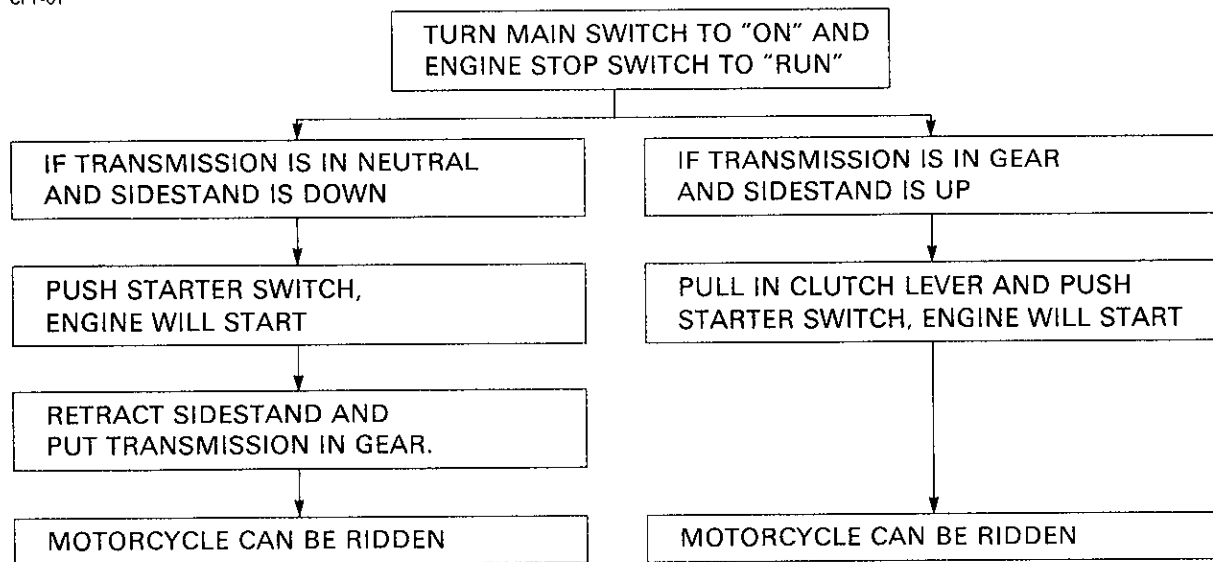 TURN MAIN SWITCH TO "ON" AND
ENGINE STOP SWITCH TO "RUN"
IF TRANSMISSION IS IN NEUTRAL
AND SIDESTAND IS DOWN
PUSH STARTER SWITCH,
ENGINE WILL START
RETRACT SIDESTAND AND
PUT TRANSMISSION IN GEAR.
MOTORCYCLE CAN BE RIDDEN
IF TRANSMISSION IS IN GEAR
AND SIDESTAND IS UP
PULL IN CLUTCH LEVER AND PUSH
STARTER SWITCH, ENGINE WILL START
MOTORCYCLE CAN BE RIDDEN